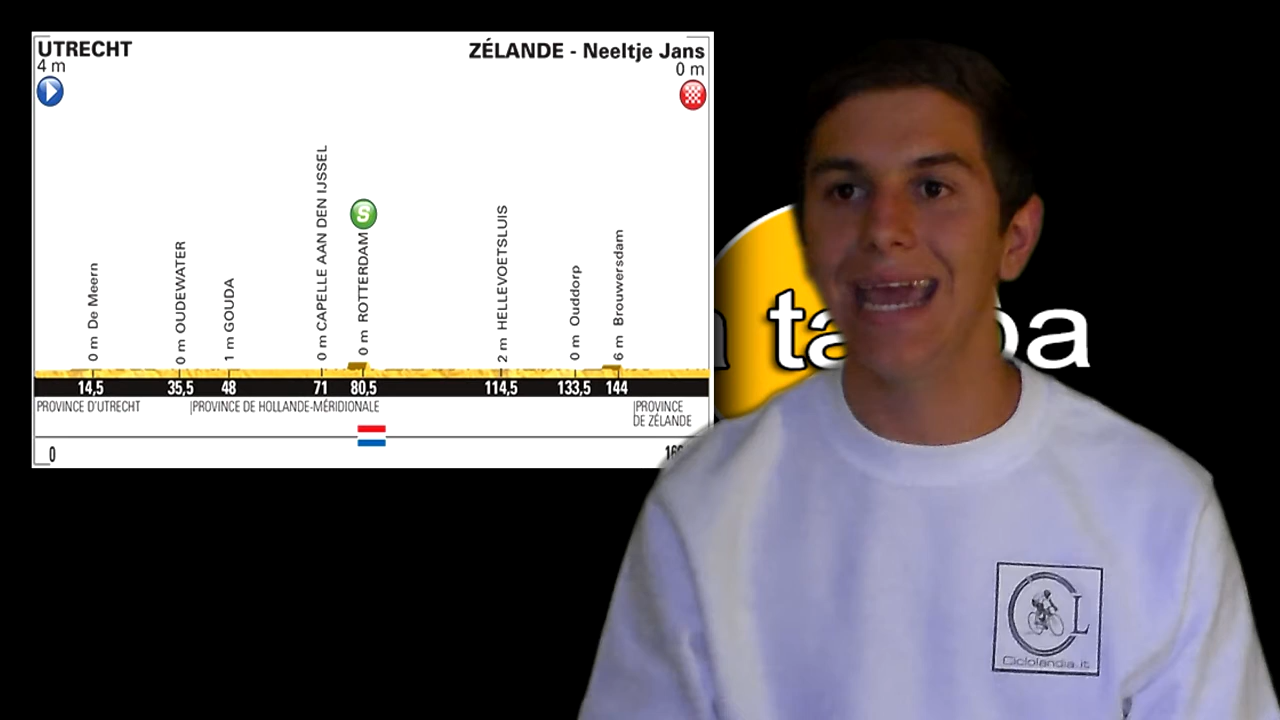 UTRECHT
4 m
ZÉLANDE - Neeltje Jans
0 m
0 m De Meern
0 m OUDEWATER
1 m GOUDA
0 m CAPELLE AAN DEN IJSSEL
S
0 m ROTTERDAM
2 m HELLEVOETSLUIS
0 m Ouddorp
6 m Brouwersdam
14,5 35,5 48 71 80,5 114,5 133,5 144
PROVINCE D'UTRECHT
PROVINCE DE HOLLANDE-MÉRIDIONALE
PROVINCE
DE ZÉLANDE
0
CL
Ciclolandia.it